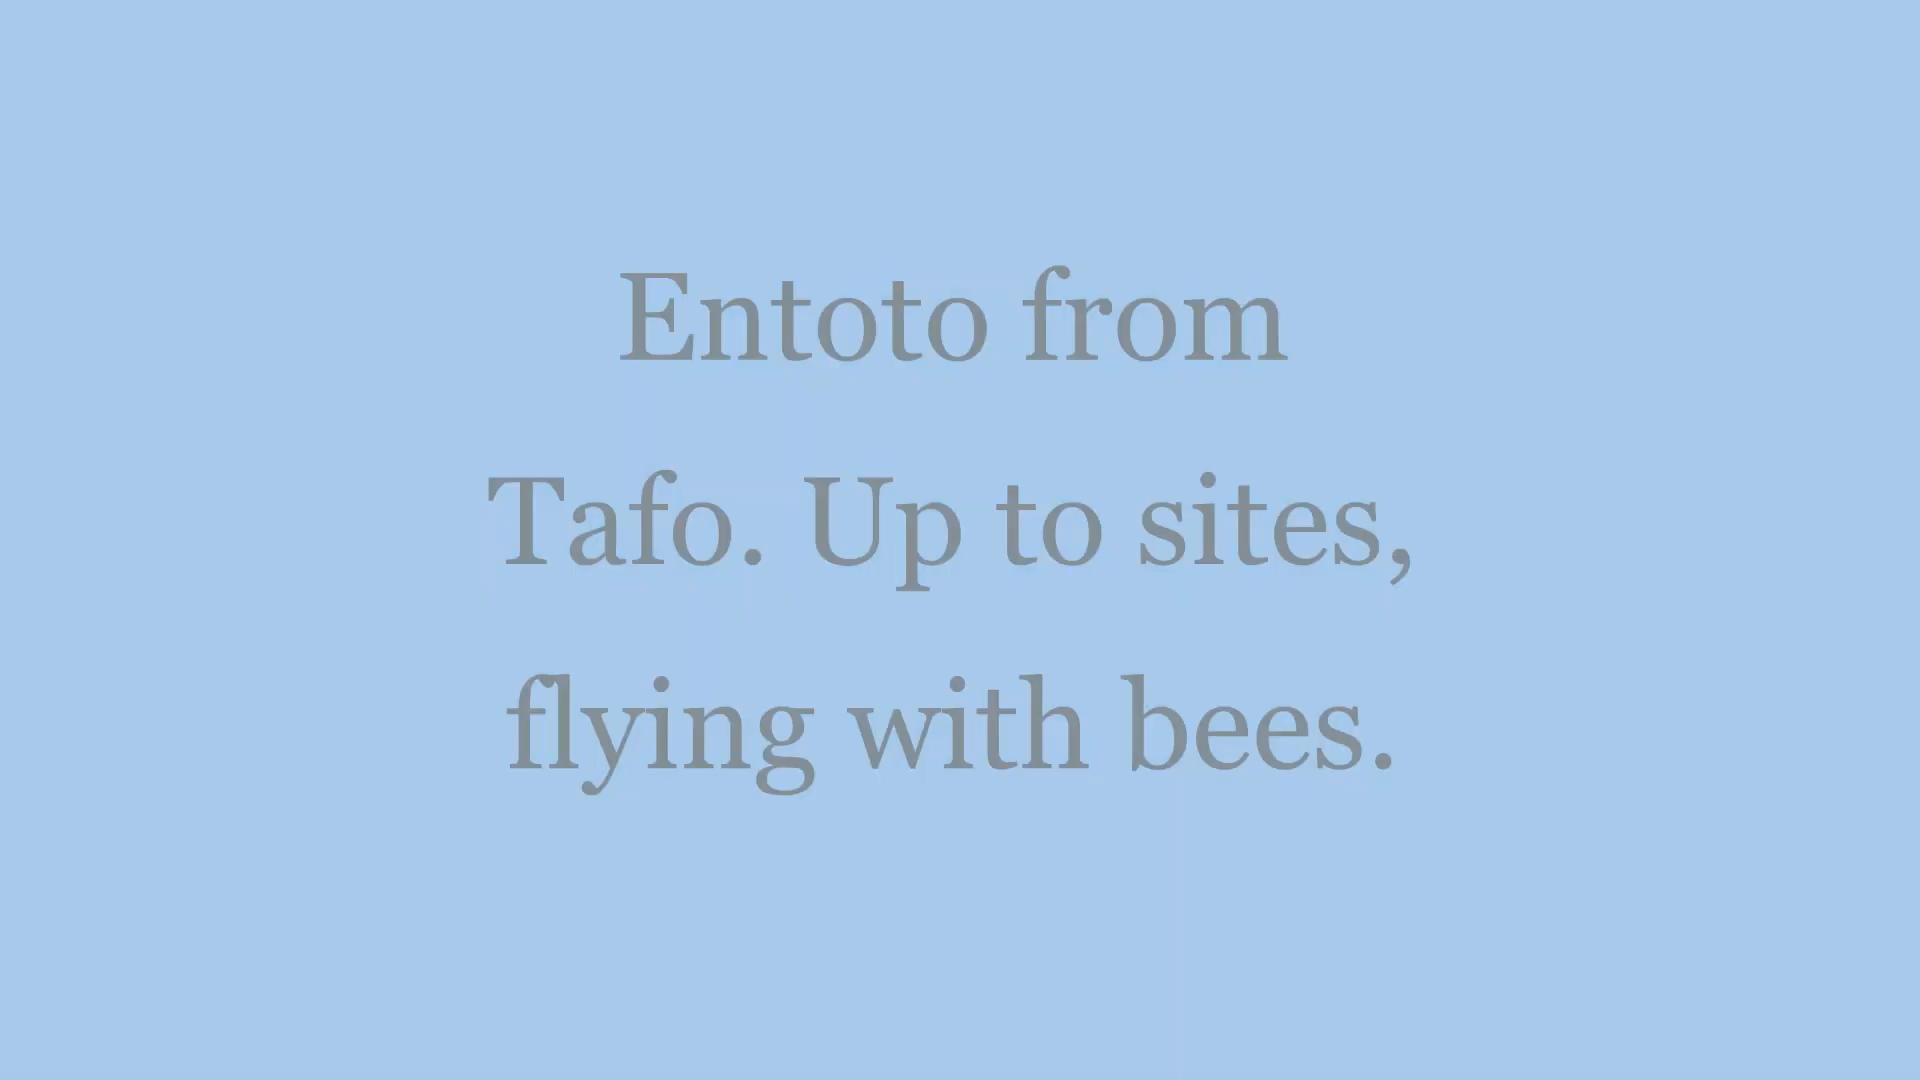 Entoto from
Tafo. Up to sites,
flying with bees.